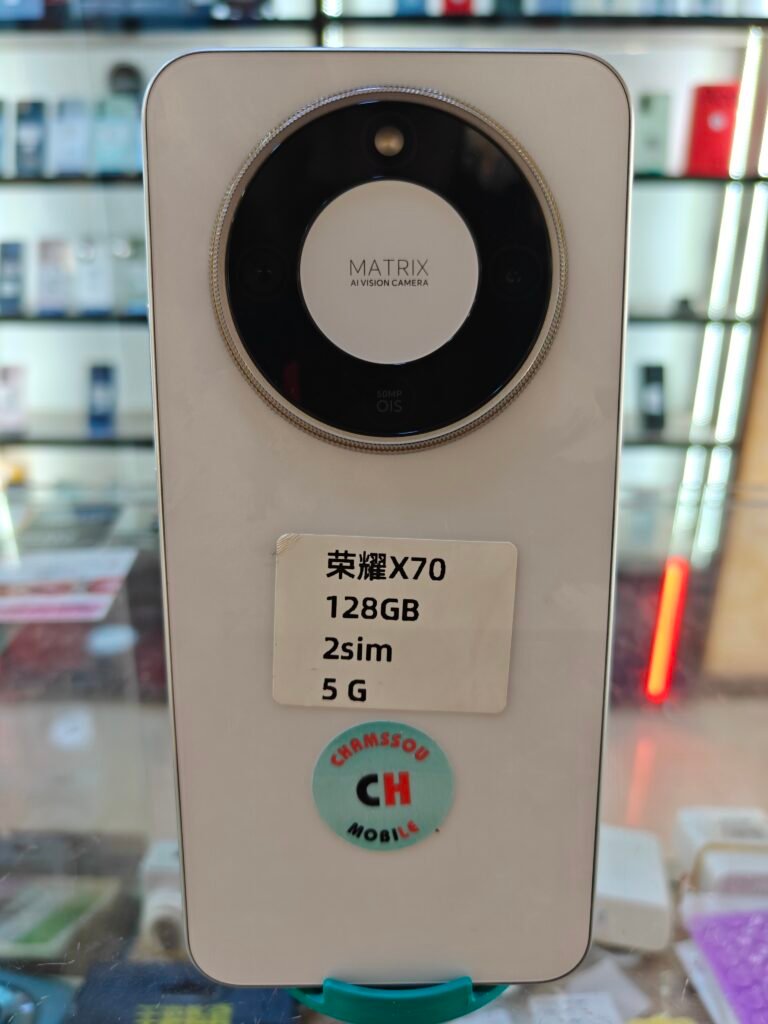 MATRIX
AI VISION CAMERA
50MP
OIS
荣耀X70
128GB
2sim
5 G
CHAMSSOU
CH
MOBILE